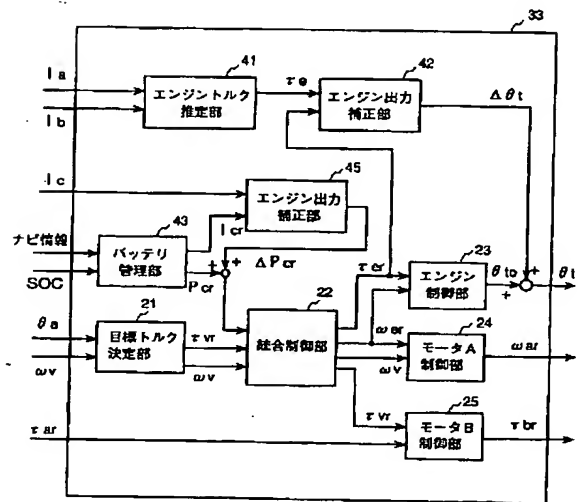 33
41
42
I a
I b
エンジントルク
推定部
τe
エンジン出力
補正部
Δθt
45
I c
エンジン出力
補正部
I cr
43
ナビ情報
SOC
バッテリ
管理部
Pcr
+
+
ΔPcr
τer
23
エンジン
制御部
θto
+
+
θt
22
統合制御部
21
θa
ωv
目標トルク
決定部
τvr
ωv
ωer
ωv
24
モータA
制御部
ωar
τvr
25
τar
モータB
制御部
τbr